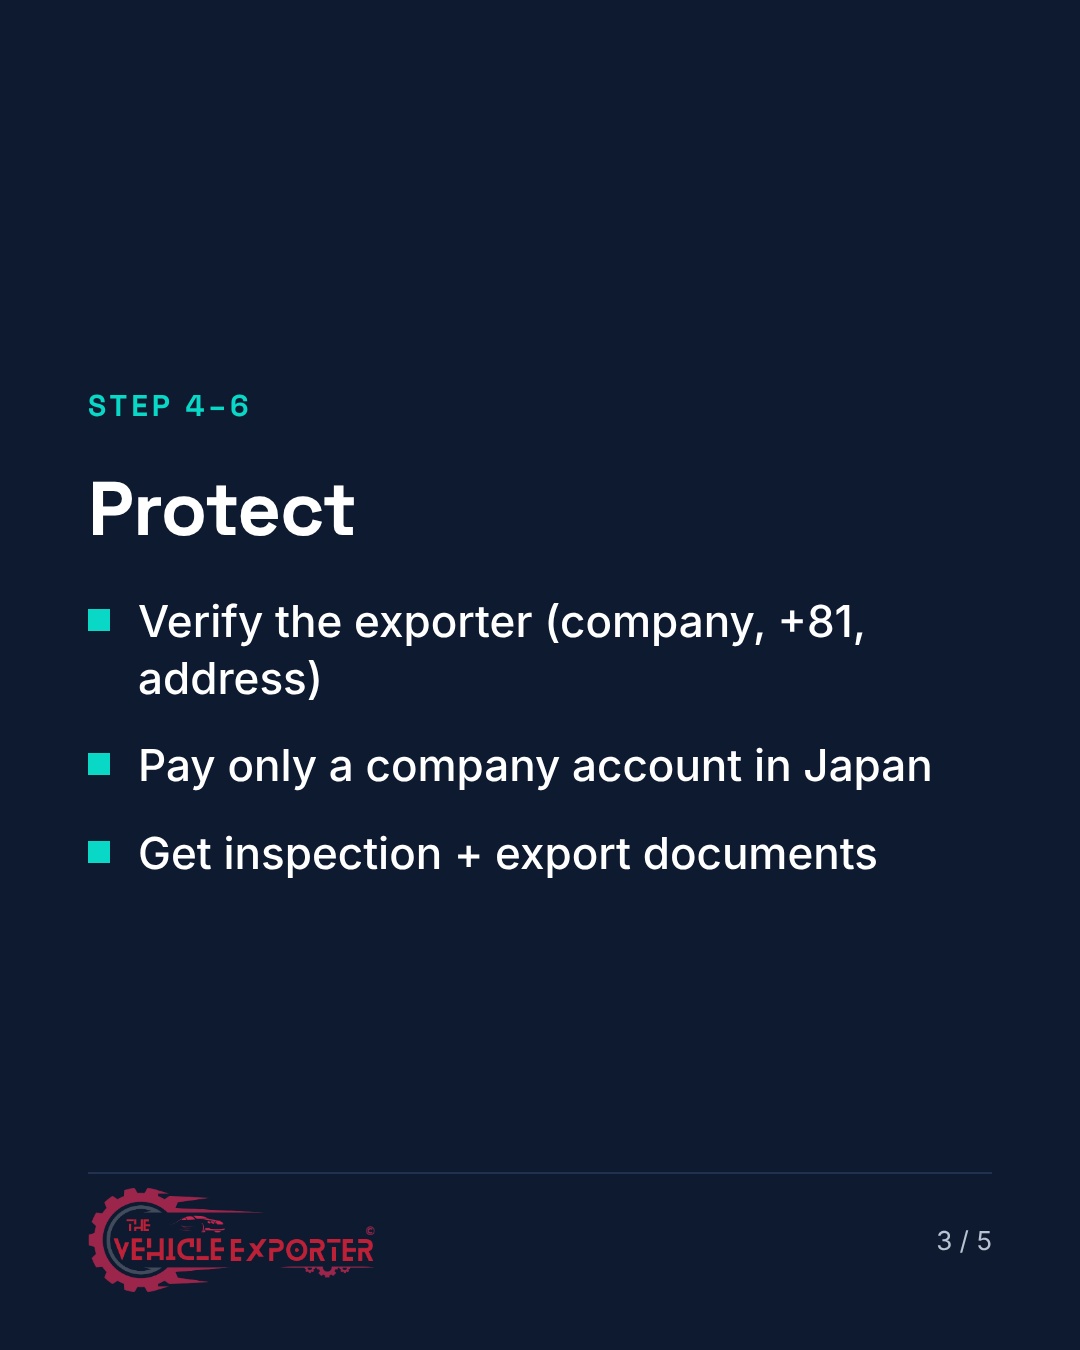 STEP 4–6
Protect
Verify the exporter (company, +81,
address)
Pay only a company account in Japan
Get inspection + export documents
THE
VEHICLE EXPORTER
©
3 / 5